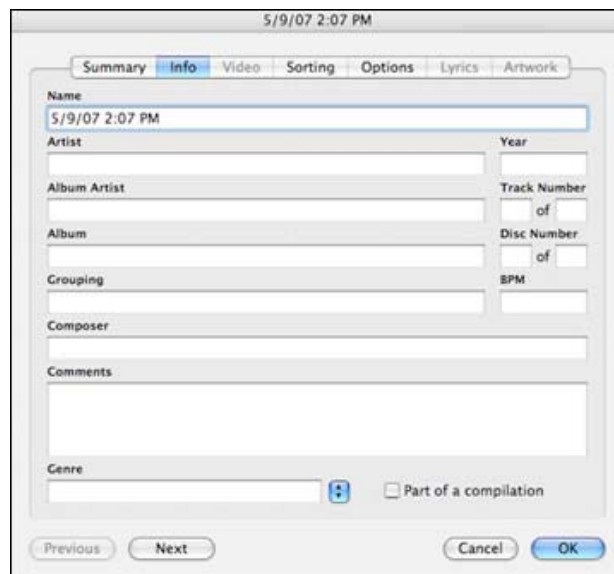 5/9/07 2:07 PM
Summary Info Video Sorting Options Lyrics Artwork
Name
5/9/07 2:07 PM
Artist Year
Album Artist Track Number
of
Album Disc Number
of
Grouping BPM
Composer
Comments
Genre
Part of a compilation
Previous Next Cancel OK